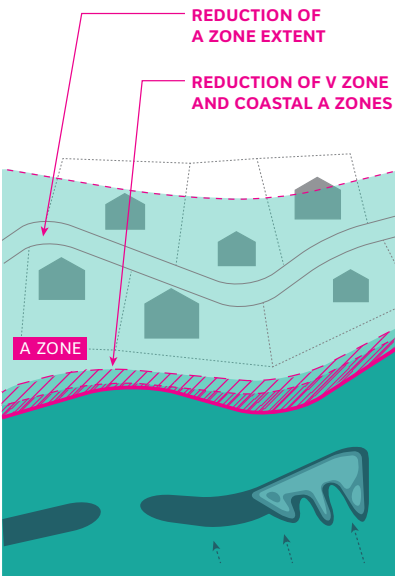 REDUCTION OF
A ZONE EXTENT
REDUCTION OF V ZONE
AND COASTAL A ZONES
A ZONE